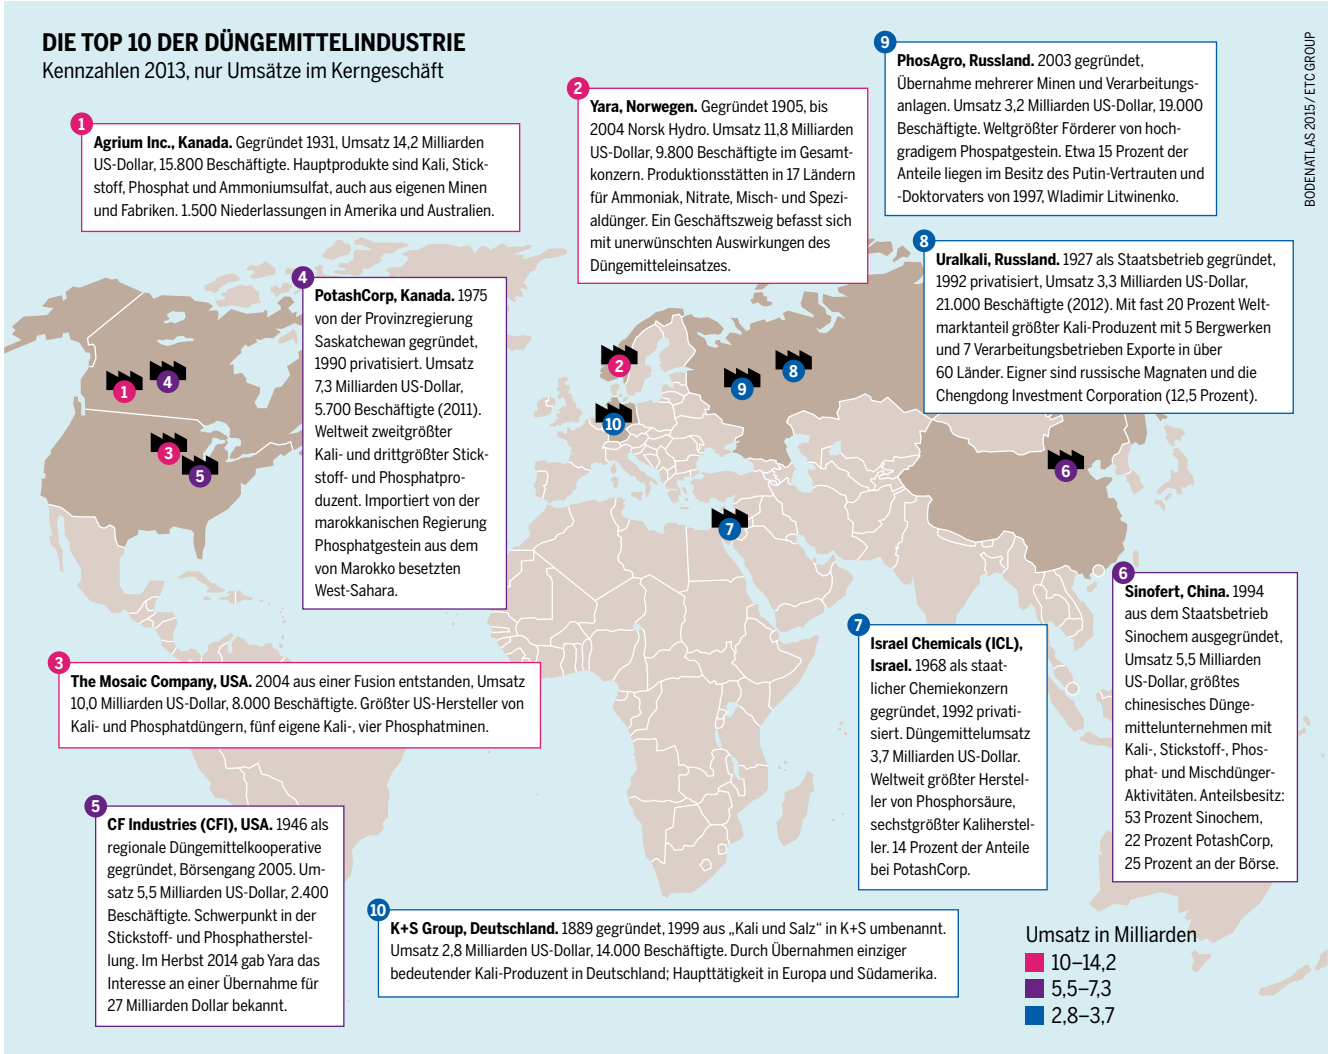 DIE TOP 10 DER DÜNGEMITTELINDUSTRIE
Kennzahlen 2013, nur Umsätze im Kerngeschäft
BODENATLAS 2015 / ETC GROUP
1
Agrium Inc., Kanada. Gegründet 1931, Umsatz 14,2 Milliarden
US-Dollar, 15.800 Beschäftigte. Hauptprodukte sind Kali, Stick-
stoff, Phosphat und Ammoniumsulfat, auch aus eigenen Minen
und Fabriken. 1.500 Niederlassungen in Amerika und Australien.
2
Yara, Norwegen. Gegründet 1905, bis
2004 Norsk Hydro. Umsatz 11,8 Milliarden
US-Dollar, 9.800 Beschäftigte im Gesamt-
konzern. Produktionsstätten in 17 Ländern
für Ammoniak, Nitrate, Misch- und Spezi-
aldünger. Ein Geschäftszweig befasst sich
mit unerwünschten Auswirkungen des
Düngemitteleinsatzes.
9
PhosAgro, Russland. 2003 gegründet,
Übernahme mehrerer Minen und Verarbeitungs-
anlagen. Umsatz 3,2 Milliarden US-Dollar, 19.000
Beschäftigte. Weltgrößter Förderer von hoch-
gradigem Phospatgestein. Etwa 15 Prozent der
Anteile liegen im Besitz des Putin-Vertrauten und
-Doktorvaters von 1997, Wladimir Litwinenko.
8
Uralkali, Russland. 1927 als Staatsbetrieb gegründet,
1992 privatisiert, Umsatz 3,3 Milliarden US-Dollar,
21.000 Beschäftigte (2012). Mit fast 20 Prozent Welt-
marktanteil größter Kali-Produzent mit 5 Bergwerken
und 7 Verarbeitungsbetrieben Exporte in über
60 Länder. Eigner sind russische Magnaten und die
Chengdong Investment Corporation (12,5 Prozent).
4
PotashCorp, Kanada. 1975
von der Provinzregierung
Saskatchewan gegründet,
1990 privatisiert. Umsatz
7,3 Milliarden US-Dollar,
5.700 Beschäftigte (2011).
Weltweit zweitgrößter
Kali- und drittgrößter Stick-
stoff- und Phosphatpro-
duzent. Importiert von der
marokkanischen Regierung
Phosphatgestein aus dem
von Marokko besetzten
West-Sahara.
1
4
3
5
2
10
9
8
7
6
6
Sinofert, China. 1994
aus dem Staatsbetrieb
Sinochem ausgegründet,
Umsatz 5,5 Milliarden
US-Dollar, größtes
chinesisches Dünge-
mittelunternehmen mit
Kali-, Stickstoff-, Phos-
phat- und Mischdünger-
Aktivitäten. Anteilsbesitz:
53 Prozent Sinochem,
22 Prozent PotashCorp,
25 Prozent an der Börse.
7
Israel Chemicals (ICL),
Israel. 1968 als staat-
licher Chemiekonzern
gegründet, 1992 privati-
siert. Düngemittelumsatz
3,7 Milliarden US-Dollar.
Weltweit größter Herstel-
ler von Phosphorsäure,
sechstgrößter Kaliherstel-
ler. 14 Prozent der Anteile
bei PotashCorp.
3
The Mosaic Company, USA. 2004 aus einer Fusion entstanden, Umsatz
10,0 Milliarden US-Dollar, 8.000 Beschäftigte. Größter US-Hersteller von
Kali- und Phosphatdüngern, fünf eigene Kali-, vier Phosphatminen.
5
CF Industries (CFI), USA. 1946 als
regionale Düngemittelkooperative
gegründet, Börsengang 2005. Um-
satz 5,5 Milliarden US-Dollar, 2.400
Beschäftigte. Schwerpunkt in der
Stickstoff- und Phosphatherstel-
lung. Im Herbst 2014 gab Yara das
Interesse an einer Übernahme für
27 Milliarden Dollar bekannt.
10
K+S Group, Deutschland. 1889 gegründet, 1999 aus „Kali und Salz“ in K+S umbenannt.
Umsatz 2,8 Milliarden US-Dollar, 14.000 Beschäftigte. Durch Übernahmen einziger
bedeutender Kali-Produzent in Deutschland; Haupttätigkeit in Europa und Südamerika.
Umsatz in Milliarden
10–14,2
5,5–7,3
2,8–3,7